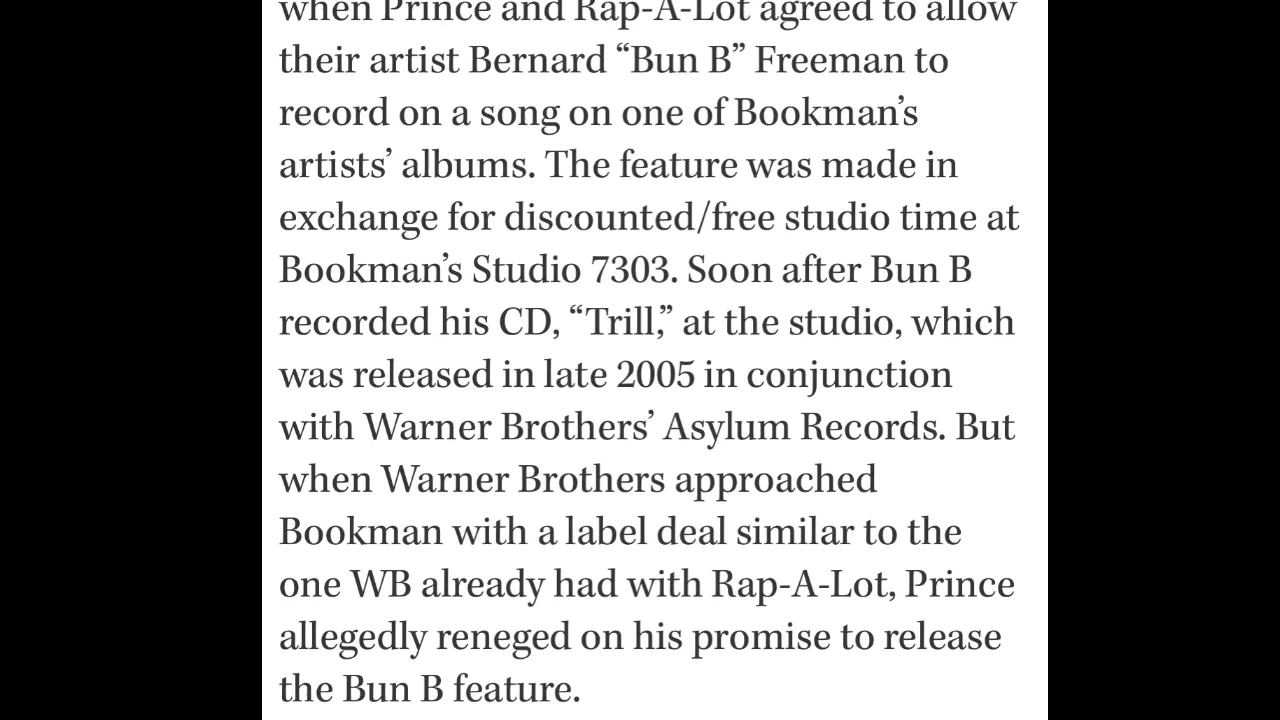 when Prince and Rap-A-Lot agreed to allow
their artist Bernard “Bun B” Freeman to
record on a song on one of Bookman’s
artists’ albums. The feature was made in
exchange for discounted/free studio time at
Bookman’s Studio 7303. Soon after Bun B
recorded his CD, “Trill,” at the studio, which
was released in late 2005 in conjunction
with Warner Brothers’ Asylum Records. But
when Warner Brothers approached
Bookman with a label deal similar to the
one WB already had with Rap-A-Lot, Prince
allegedly reneged on his promise to release
the Bun B feature.